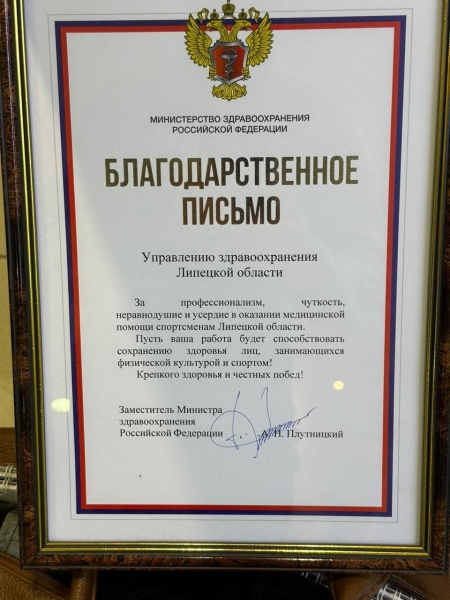 МИНИСТЕРСТВО ЗДРАВООХРАНЕНИЯ
РОССИЙСКОЙ ФЕДЕРАЦИИ
БЛАГОДАРСТВЕННОЕ
ПИСЬМО
Управлению здравоохранения
Липецкой области
За профессионализм, чуткость,
неравнодушие и усердие в оказании медицинской
помощи спортсменам Липецкой области.
Пусть ваша работа будет способствовать
сохранению здоровья лиц, занимающихся
физической культурой и спортом!
Крепкого здоровья и честных побед!
Заместитель Министра
здравоохранения
Российской Федерации А. Н. Плутницкий